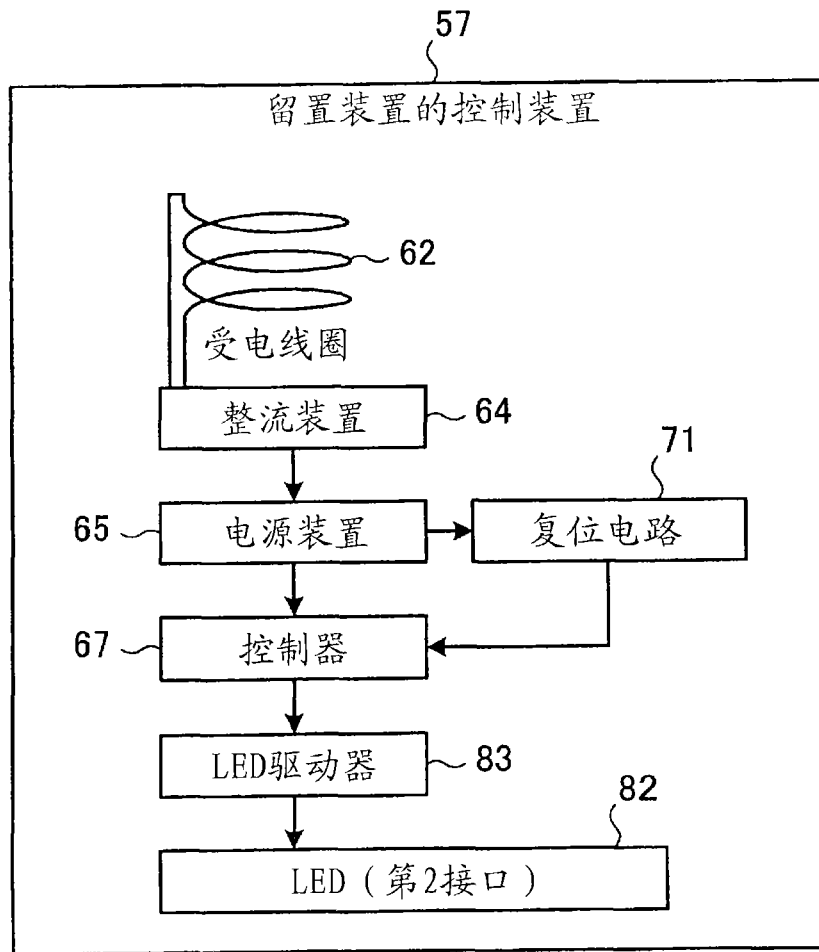 57
留置装置的控制装置
62
受电线圈
整流装置
64
71
65
电源装置
复位电路
67
控制器
LED驱动器
83
82
LED（第2接口）